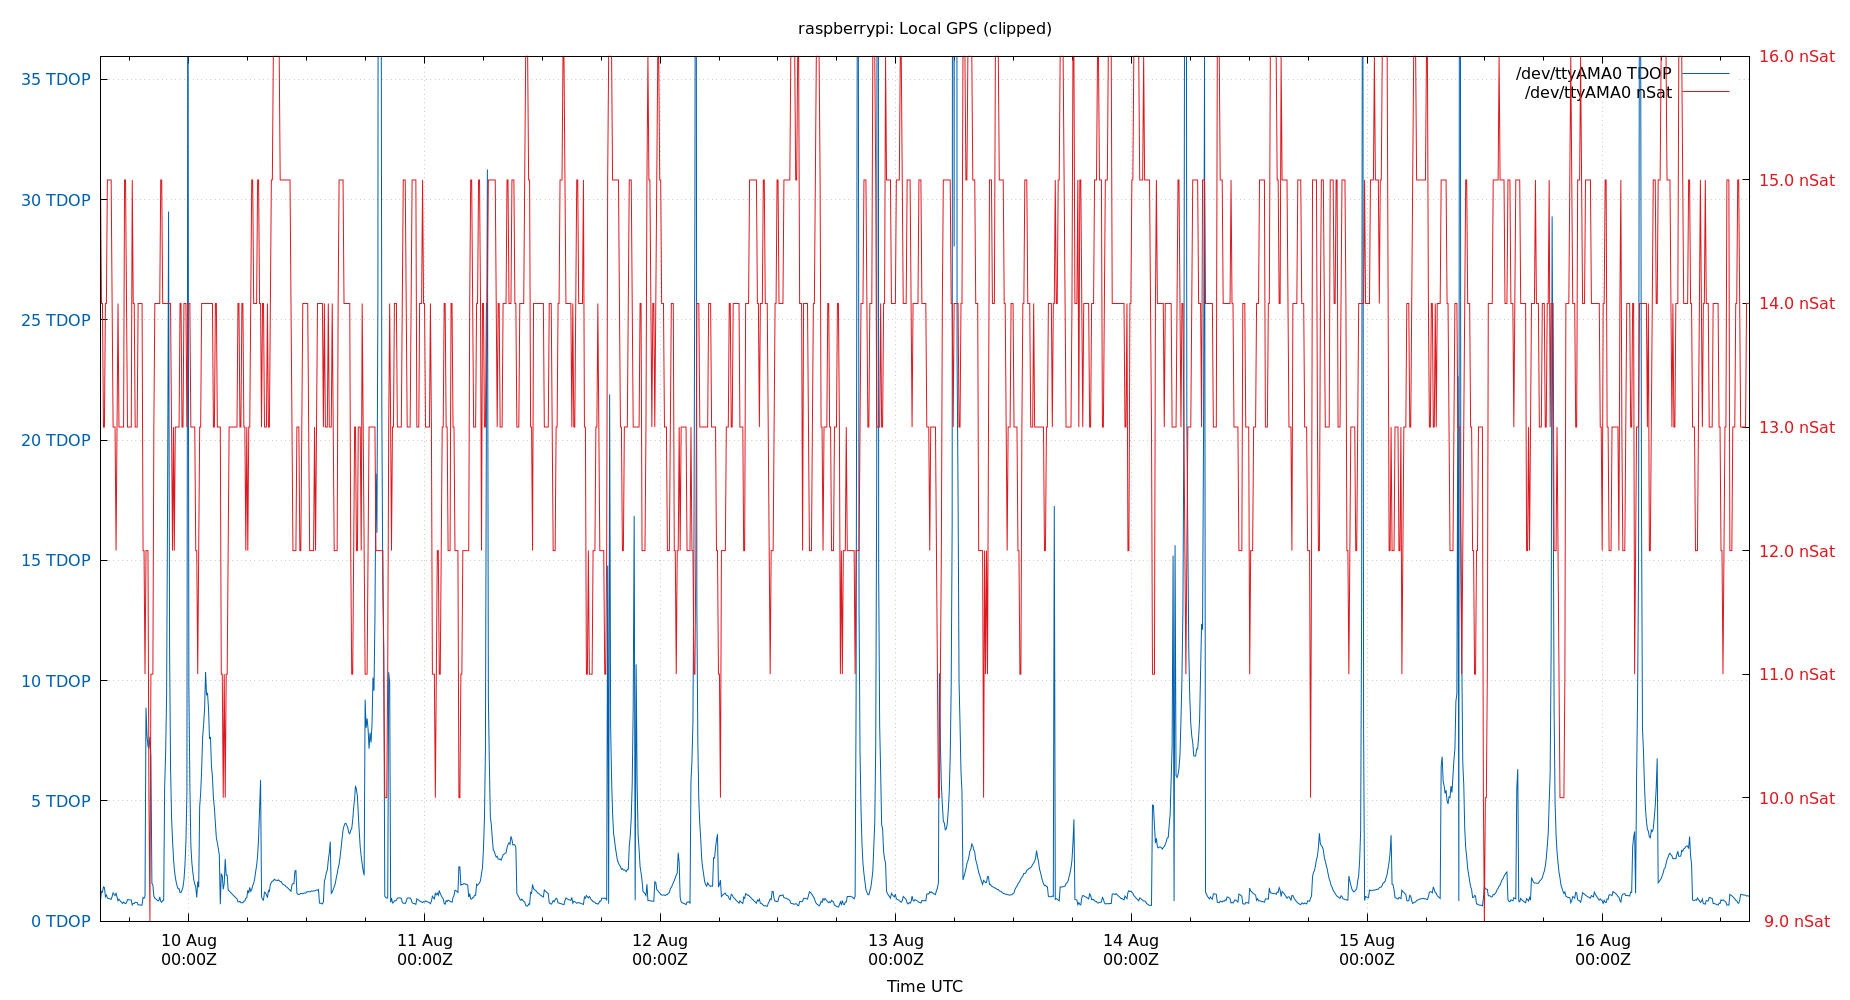 raspberrypi: Local GPS (clipped)
/dev/ttyAMA0 TDOP
/dev/ttyAMA0 nSat
35 TDOP
30 TDOP
25 TDOP
20 TDOP
15 TDOP
10 TDOP
5 TDOP
0 TDOP
16.0 nSat
15.0 nSat
14.0 nSat
13.0 nSat
12.0 nSat
11.0 nSat
10.0 nSat
9.0 nSat
10 Aug
00:00Z
11 Aug
00:00Z
12 Aug
00:00Z
13 Aug
00:00Z
14 Aug
00:00Z
15 Aug
00:00Z
16 Aug
00:00Z
Time UTC